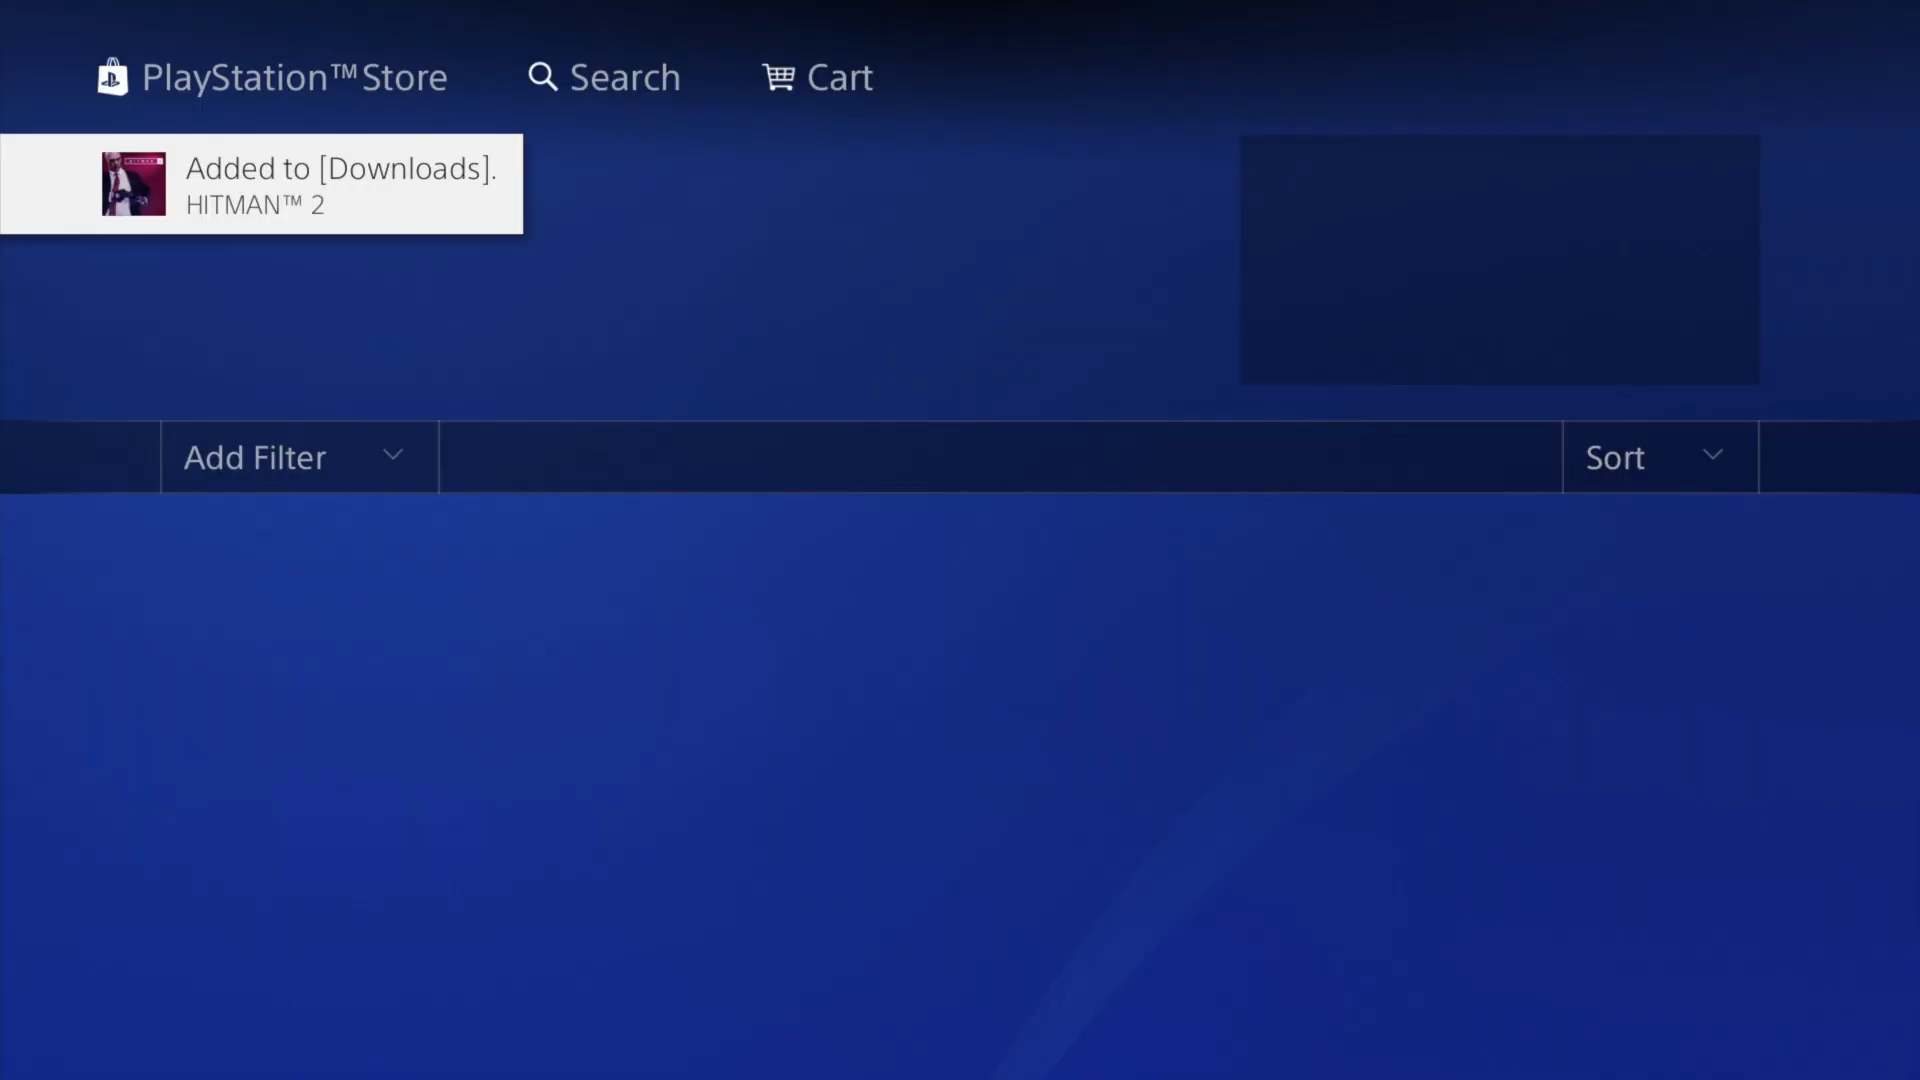 PlayStation™Store
Search
Cart
Added to [Downloads].
HITMAN™ 2
Add Filter
Sort